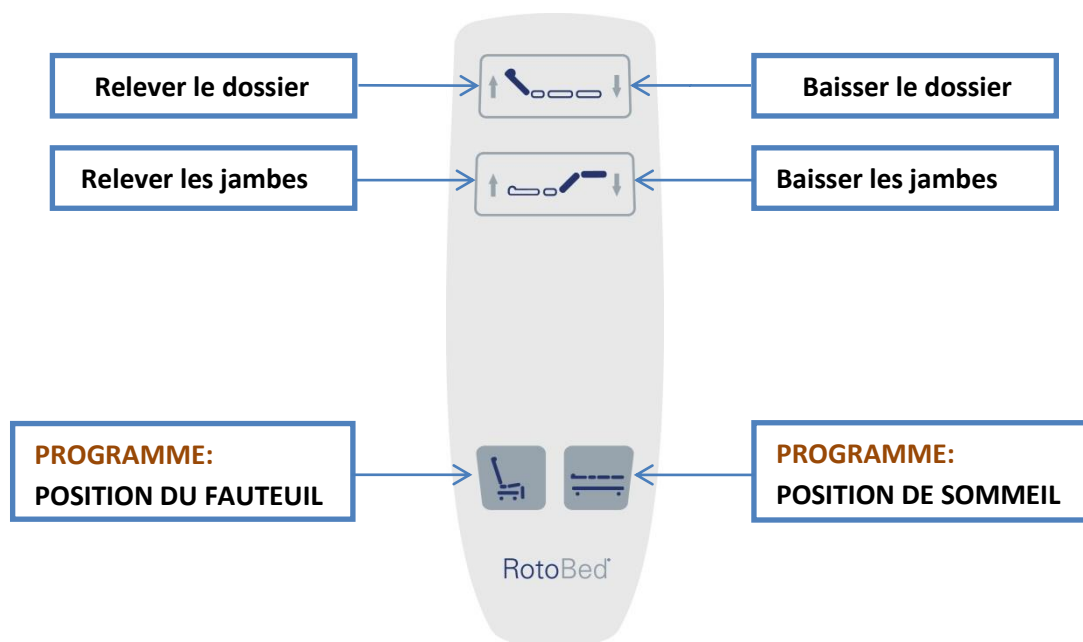 Relever le dossier
Baisser le dossier
Relever les jambes
Baisser les jambes
PROGRAMME:
POSITION DU FAUTEUIL
PROGRAMME:
POSITION DE SOMMEIL
RotoBed®